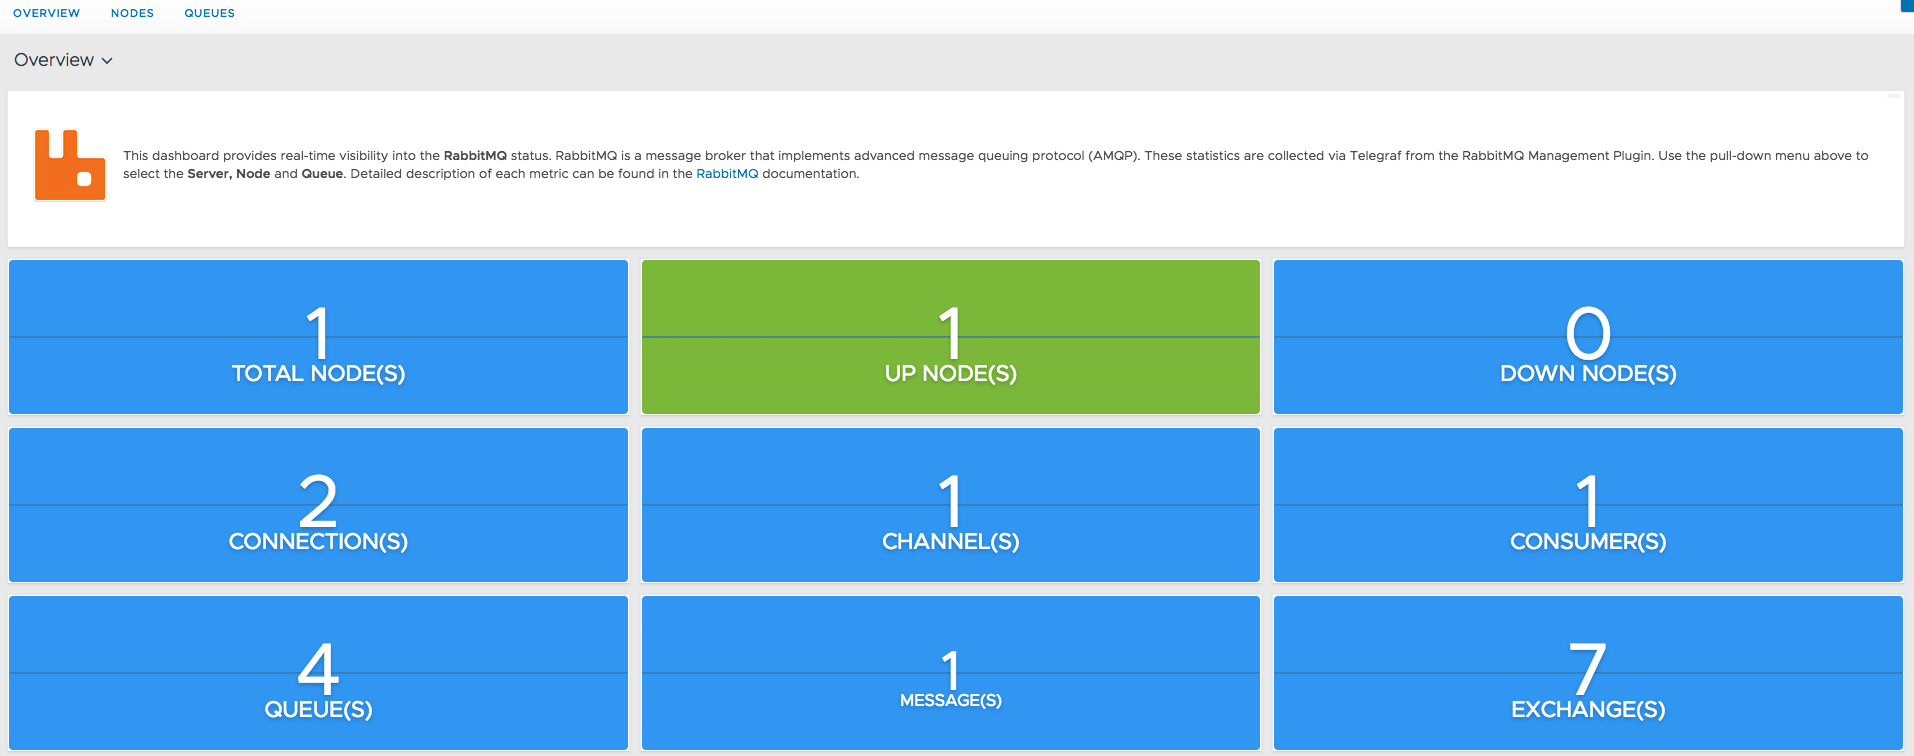 OVERVIEW NODES QUEUES
Overview
This dashboard provides real-time visibility into the RabbitMQ status. RabbitMQ is a message broker that implements advanced message queuing protocol (AMQP). These statistics are collected via Telegraf from the RabbitMQ Management Plugin. Use the pull-down menu above to
select the Server, Node and Queue. Detailed description of each metric can be found in the RabbitMQ documentation.
1
TOTAL NODE(S)
1
UP NODE(S)
0
DOWN NODE(S)
2
CONNECTION(S)
1
CHANNEL(S)
1
CONSUMER(S)
4
QUEUE(S)
1
MESSAGE(S)
7
EXCHANGE(S)